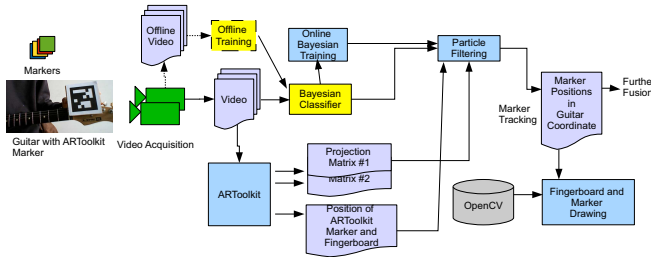 Offline
Video
Offline
Training
Online
Bayesian
Training
Particle
Filtering
Markers
Video
Bayesian
Classifier
Marker
Positions
in
Guitar
Coordinate
Further
Fusion
Marker
Tracking
Guitar with ARToolkit
Marker
Video Acquisition
Projection
Matrix #1
Matrix #2
ARToolkit
Position of
ARToolkit
Marker and
Fingerboard
OpenCV
Fingerboard and
Marker
Drawing